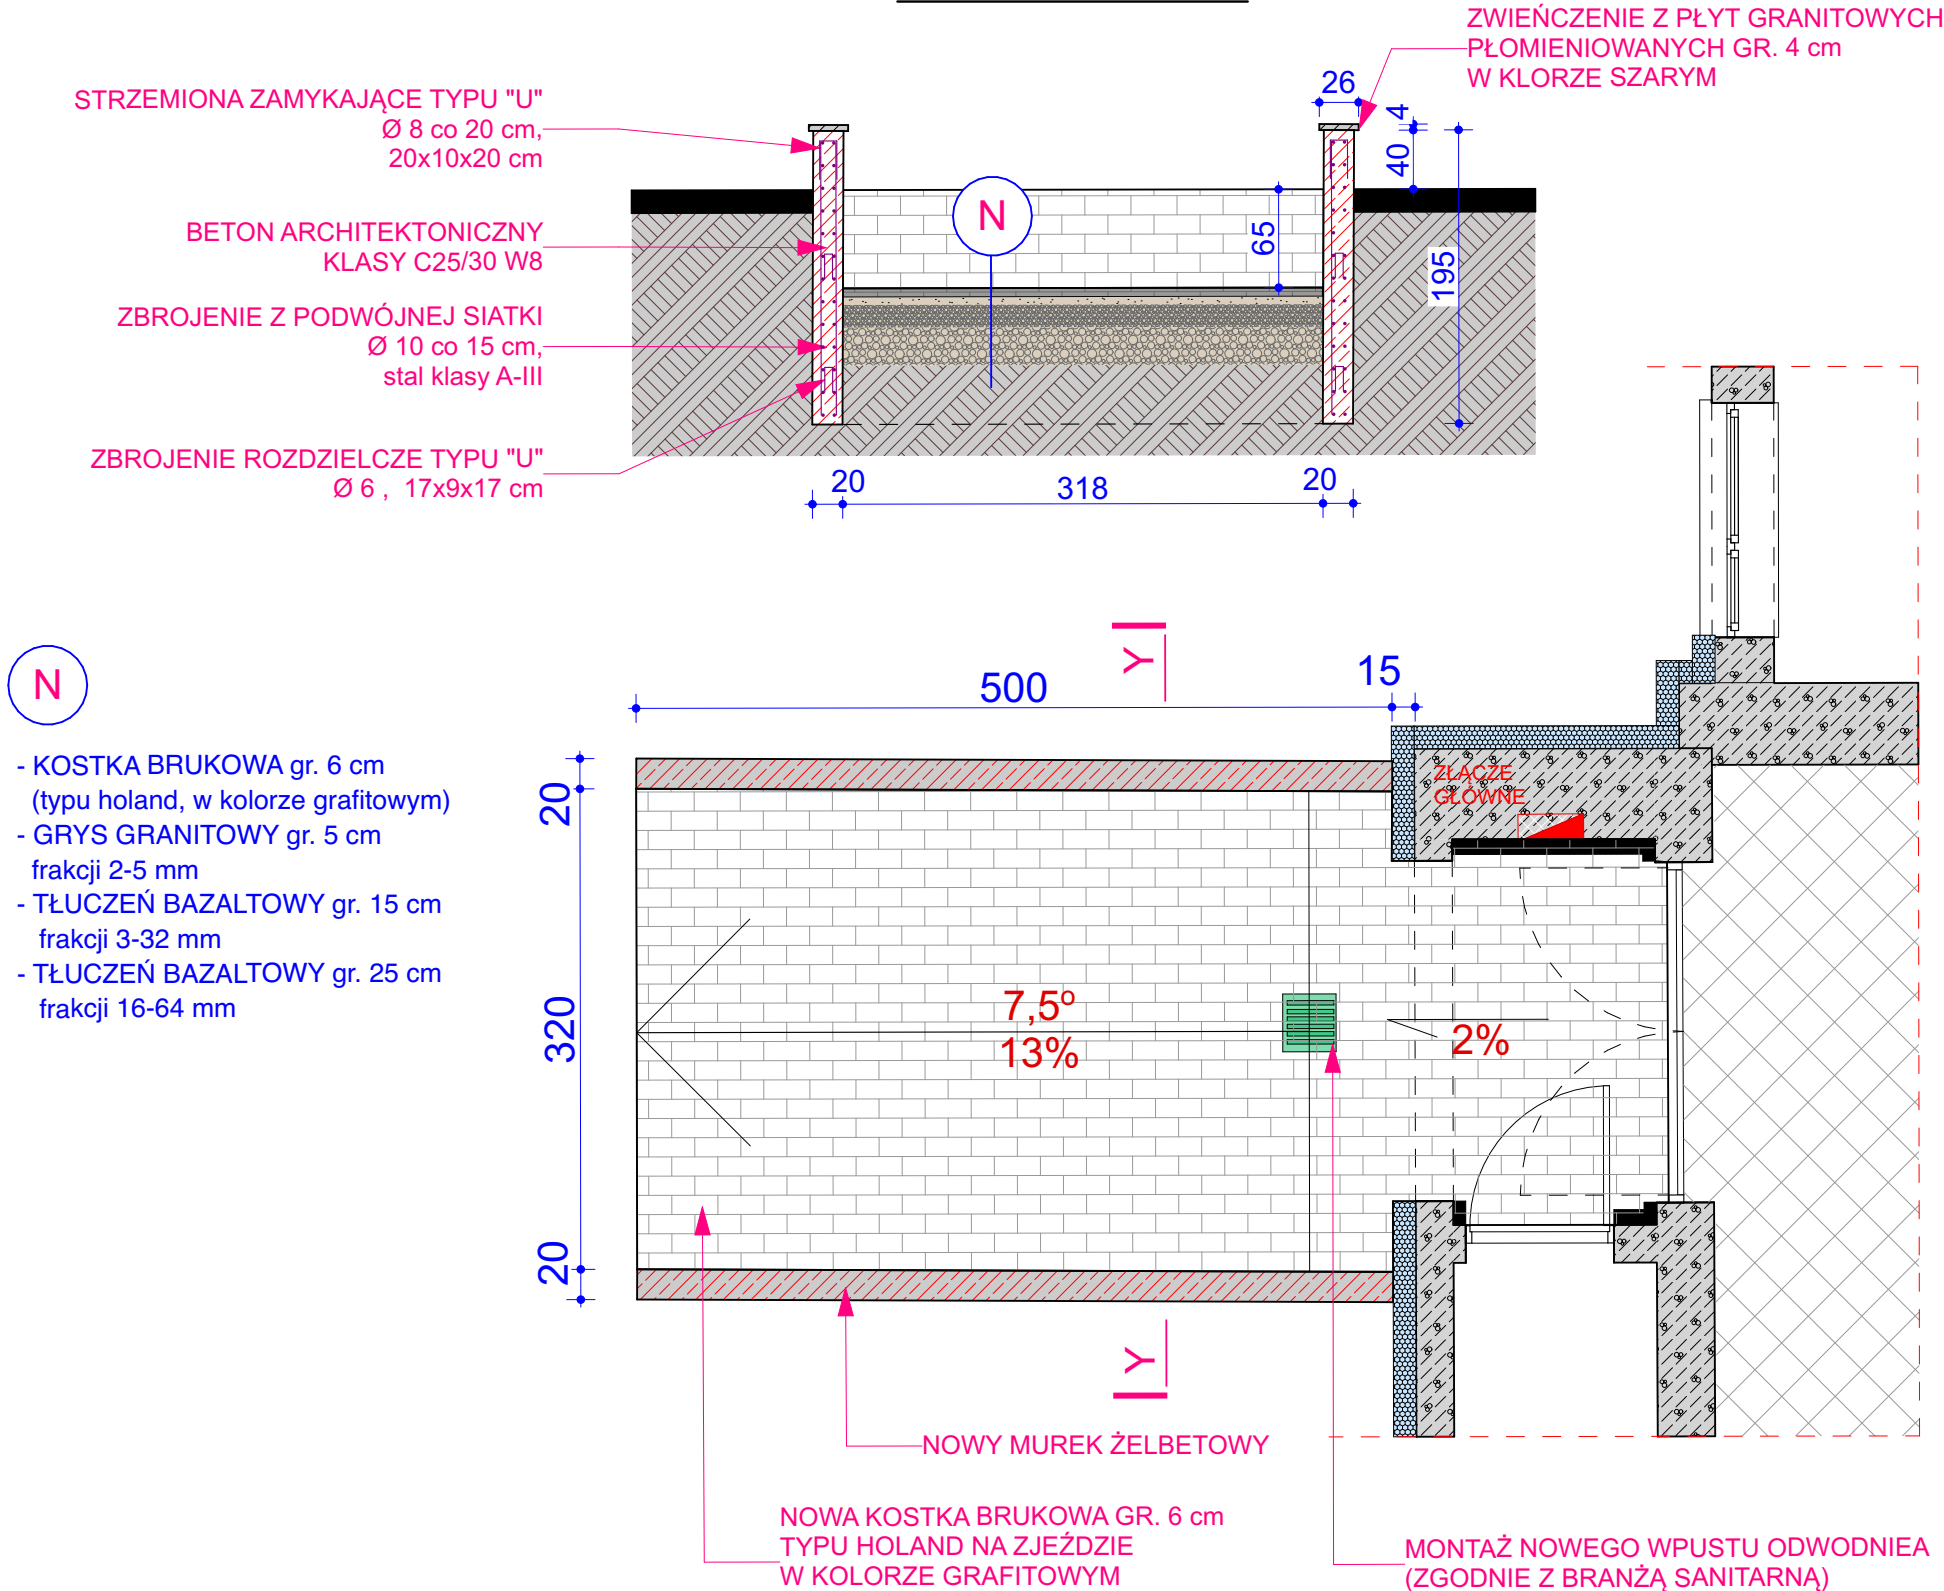 ZWIEŃCZENIE Z PŁYT GRANITOWYCH
PŁOMIENIOWANYCH GR. 4 cm
W KLORZE SZARYM
STRZEMIONA ZAMYKAJĄCE TYPU "U"
Ø 8 co 20 cm,
20x10x20 cm
BETON ARCHITEKTONICZNY
KLASY C25/30 W8
ZBROJENIE Z PODWÓJNEJ SIATKI
Ø 10 co 15 cm,
stal klasy A-III
ZBROJENIE ROZDZIELCZE TYPU "U"
Ø 6 , 17x9x17 cm
26
4
40
N
65
195
20
318
20
N
- KOSTKA BRUKOWA gr. 6 cm
(typu holand, w kolorze grafitowym)
- GRYS GRANITOWY gr. 5 cm
frakcji 2-5 mm
- TŁUCZEŃ BAZALTOWY gr. 15 cm
frakcji 3-32 mm
- TŁUCZEŃ BAZALTOWY gr. 25 cm
frakcji 16-64 mm
Y
500
15
20
320
20
ZŁĄCZE
GŁÓWNE
7,5º
13%
2%
Y
NOWY MUREK ŻELBETOWY
NOWA KOSTKA BRUKOWA GR. 6 cm
TYPU HOLAND NA ZJEŹDZIE
W KOLORZE GRAFITOWYM
MONTAŻ NOWEGO WPUSTU ODWODNIEA
(ZGODNIE Z BRANŻĄ SANITARNĄ)